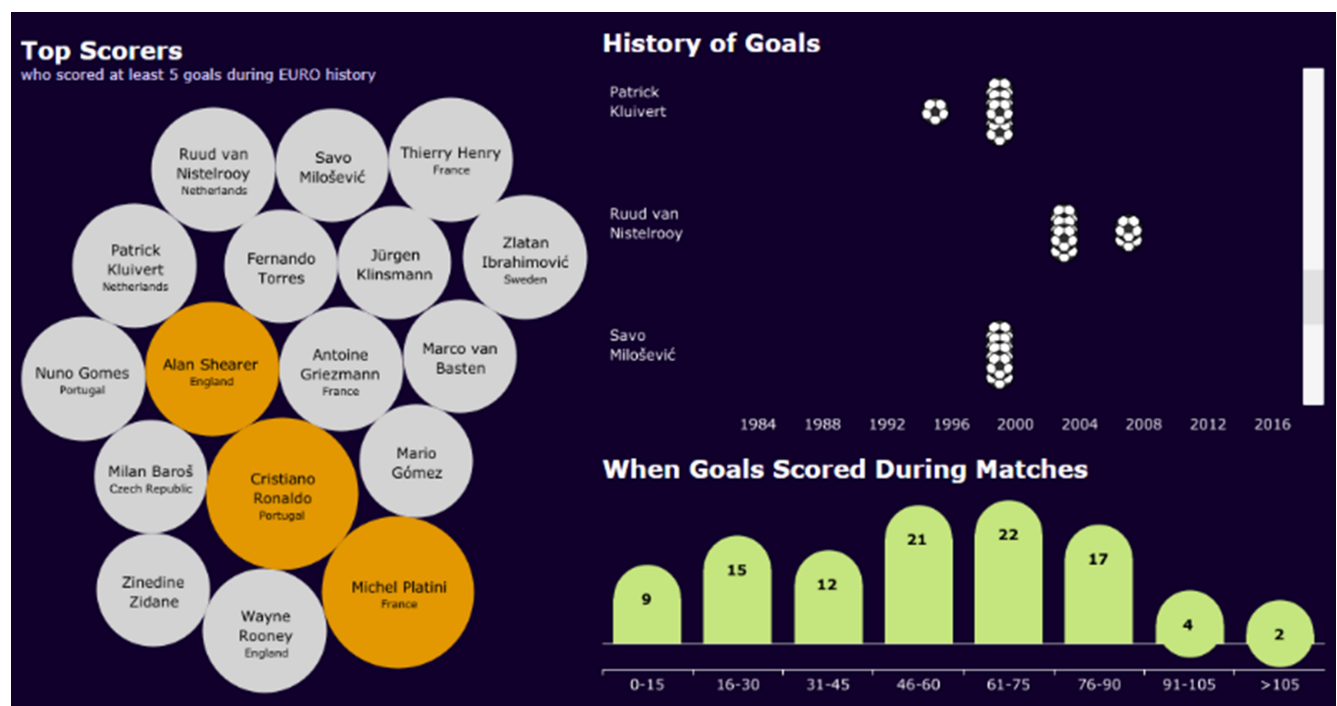 Top Scorers
who scored at least 5 goals during EURO history
Ruud van
Nistelrooy
Netherlands
Savo
Milošević
Thierry Henry
France
Patrick
Kluivert
Netherlands
Fernando
Torres
Jürgen
Klinsmann
Zlatan
Ibrahimović
Sweden
Nuno Gomes
Portugal
Alan Shearer
England
Antoine
Griezmann
France
Marco van
Basten
Milan Baroš
Czech Republic
Cristiano
Ronaldo
Portugal
Mario
Gómez
Zinedine
Zidane
Wayne
Rooney
England
Michel Platini
France
History of Goals
Patrick
Kluivert
Ruud van
Nistelrooy
Savo
Milošević
1984 1988 1992 1996 2000 2004 2008 2012 2016
When Goals Scored During Matches
9 15 12 21 22 17 4 2
0-15 16-30 31-45 46-60 61-75 76-90 91-105 >105